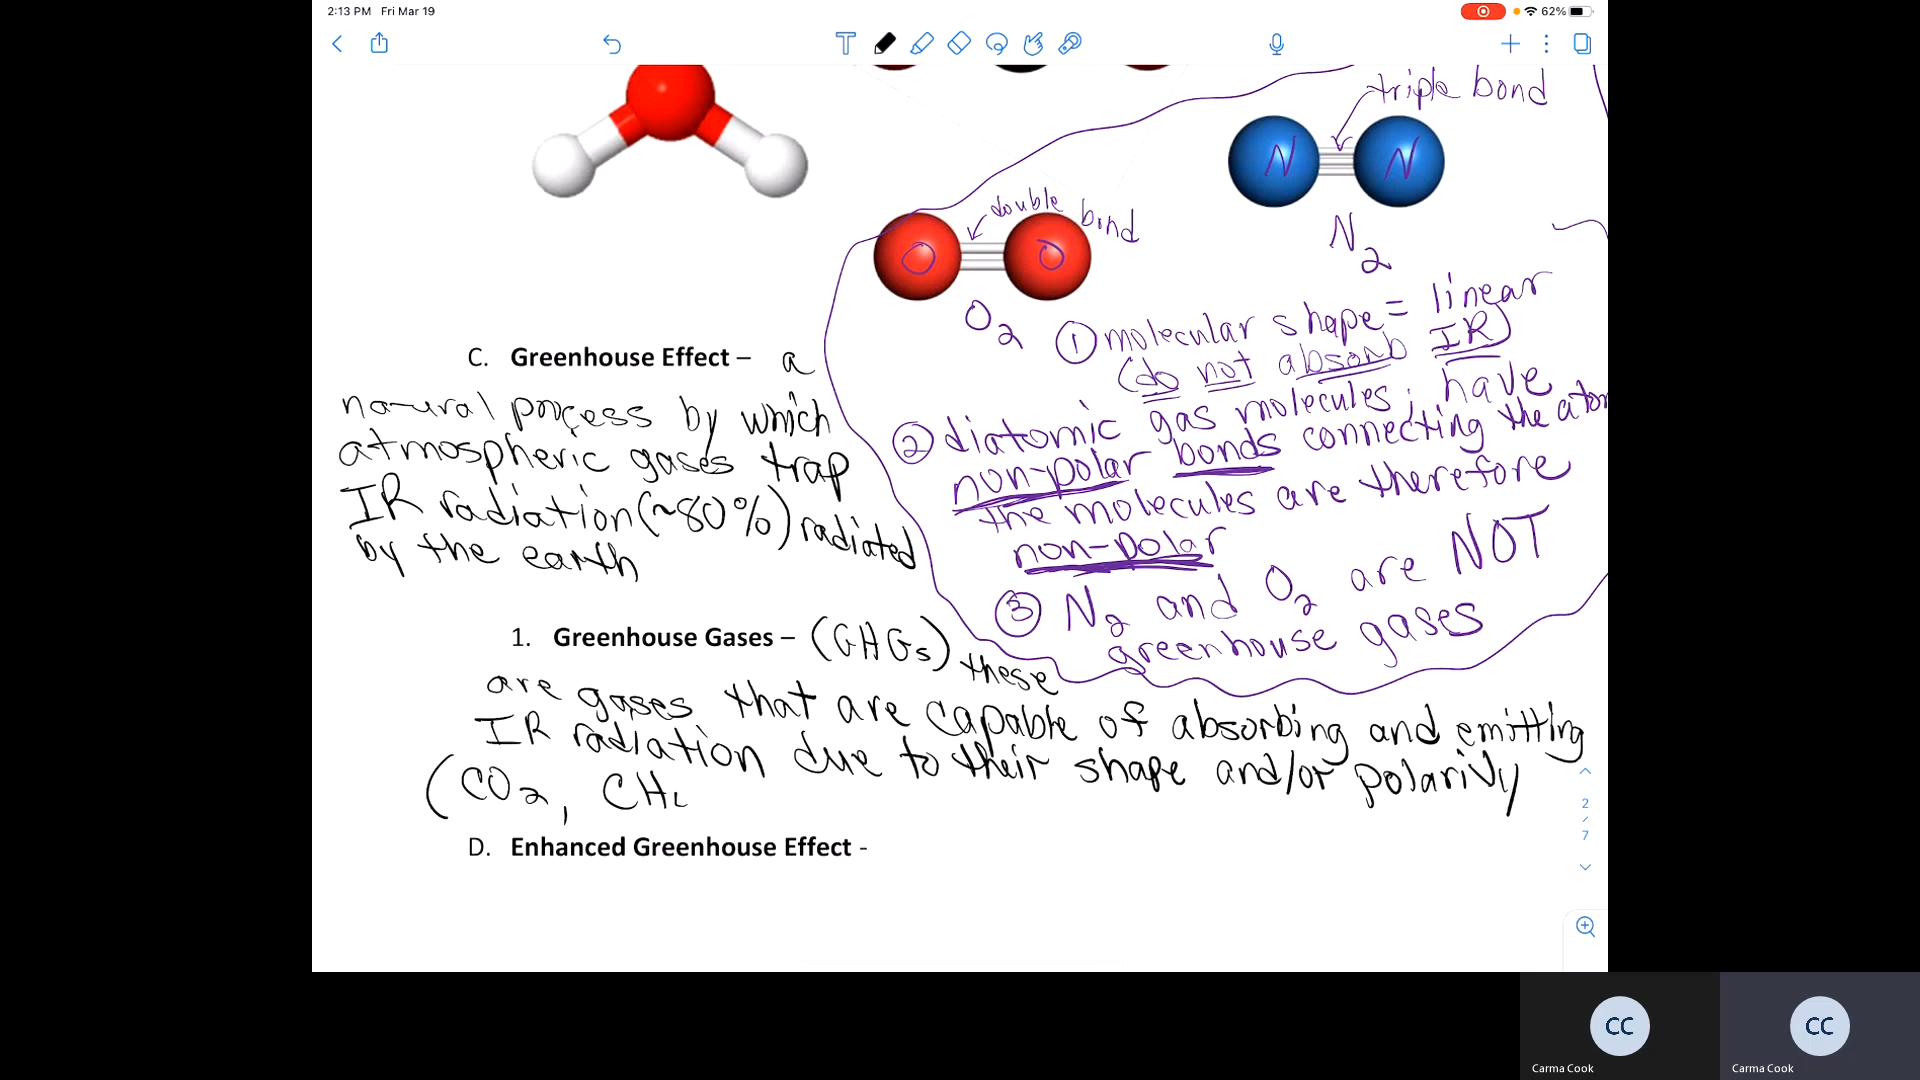 2:13 PM Fri Mar 19
62%
triple bond
N N
double bond
O O
N2
O2
① molecular shape = linear
(do not absorb IR)
② diatomic gas molecules; have
non-polar bonds connecting the atom
the molecules are therefore
non-polar
③ N2 and O2 are NOT
greenhouse gases
C. Greenhouse Effect – a
natural process by which
atmospheric gases trap
IR radiation (~80%) radiated
by the earth
1. Greenhouse Gases – (GHGs) these
are gases that are capable of absorbing and emitting
IR radiation due to their shape and/or polarity
(CO2, CH
D. Enhanced Greenhouse Effect -
2
/
7
CC
Carma Cook
CC
Carma Cook